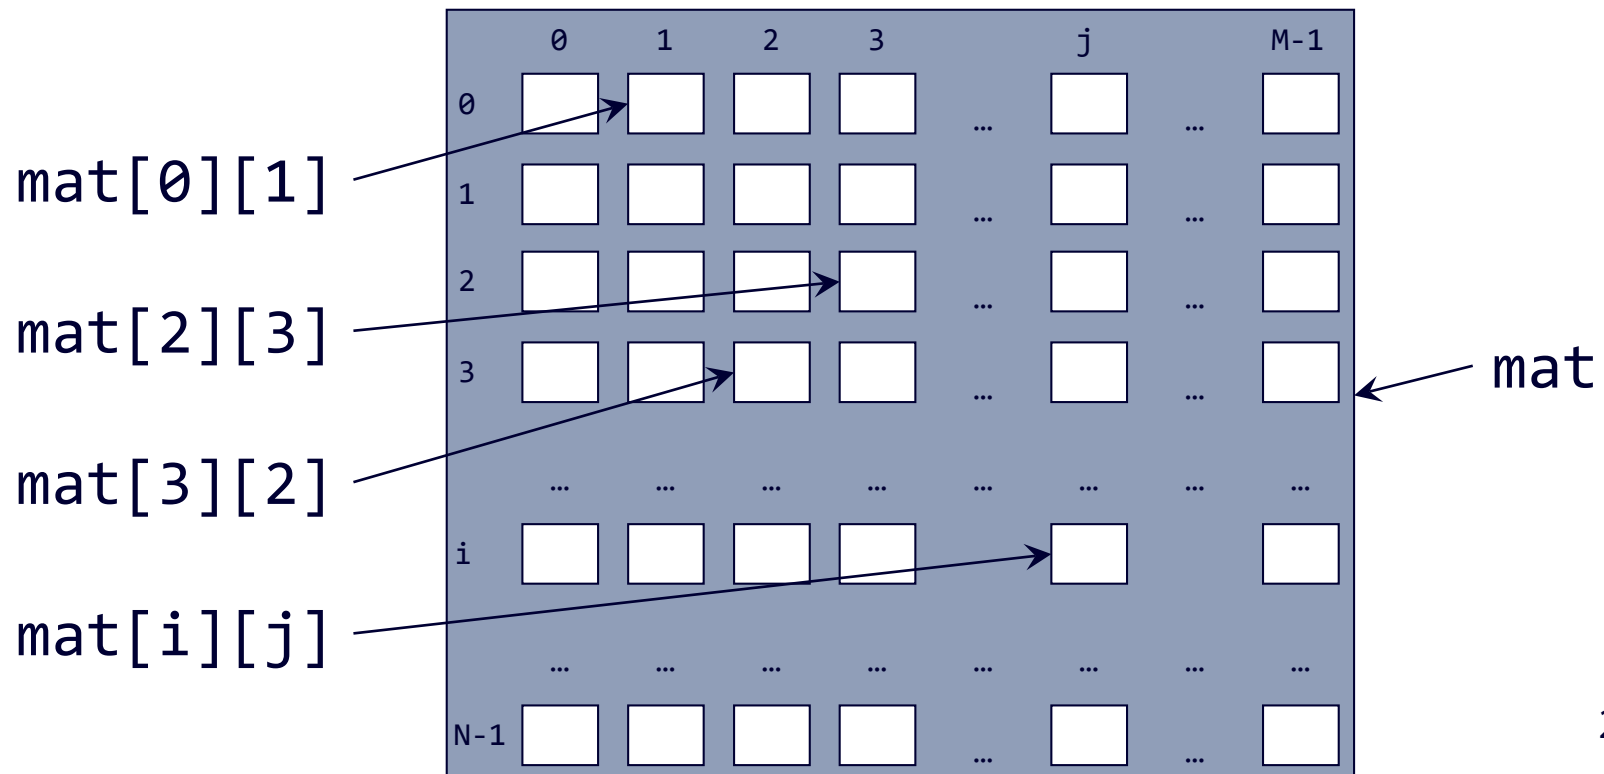 0 1 2 3 j M-1
0 … …
mat[0][1]
1 … …
2 … …
mat[2][3]
3 … …
mat
mat[3][2]
… … … … … … … …
i
mat[i][j]
… … … … … … … …
N-1 … …